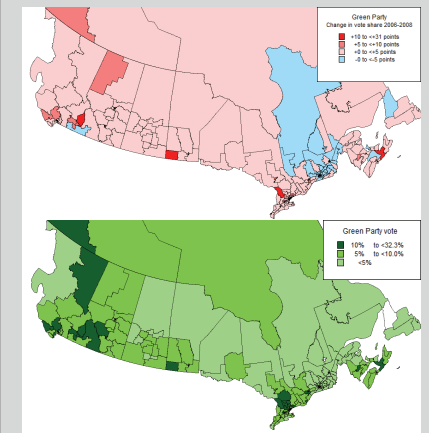 Green Party
Change in vote share 2006-2008
+10 to <+31 points
+5 to <+10 points
+0 to <+5 points
-0 to <-5 points
Green Party vote
10% to <32.3%
5% to <10.0%
<5%